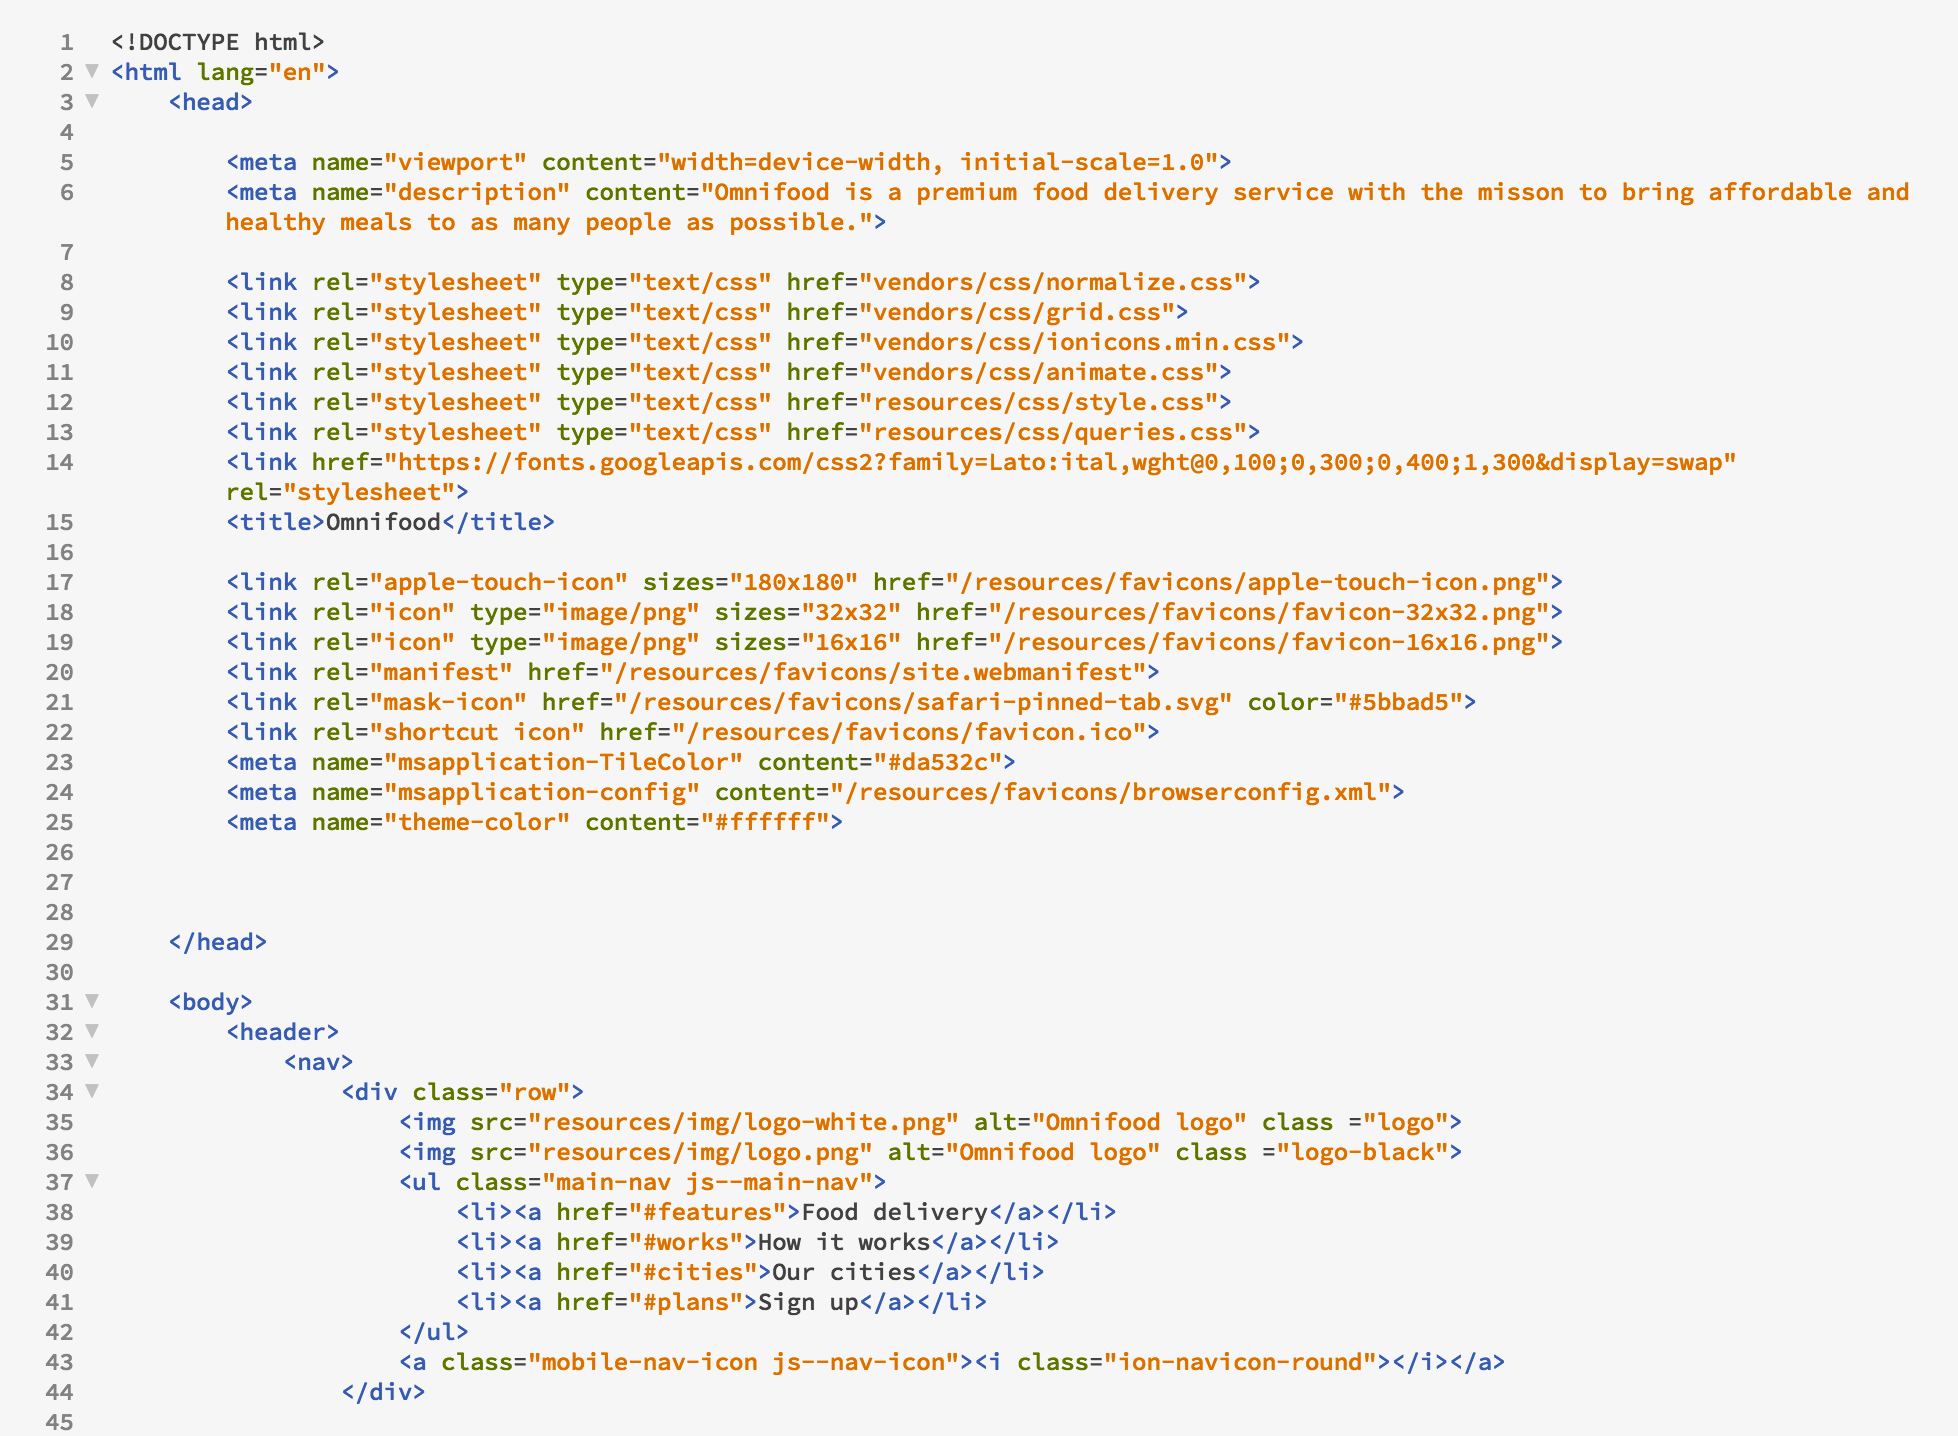 1 <!DOCTYPE html>
2 <html lang="en">
3 <head>
4
5 <meta name="viewport" content="width=device-width, initial-scale=1.0">
6 <meta name="description" content="Omnifood is a premium food delivery service with the misson to bring affordable and
healthy meals to as many people as possible.">
7
8 <link rel="stylesheet" type="text/css" href="vendors/css/normalize.css">
9 <link rel="stylesheet" type="text/css" href="vendors/css/grid.css">
10 <link rel="stylesheet" type="text/css" href="vendors/css/ionicons.min.css">
11 <link rel="stylesheet" type="text/css" href="vendors/css/animate.css">
12 <link rel="stylesheet" type="text/css" href="resources/css/style.css">
13 <link rel="stylesheet" type="text/css" href="resources/css/queries.css">
14 <link href="https://fonts.googleapis.com/css2?family=Lato:ital,wght@0,100;0,300;0,400;1,300&display=swap"
rel="stylesheet">
15 <title>Omnifood</title>
16
17 <link rel="apple-touch-icon" sizes="180x180" href="/resources/favicons/apple-touch-icon.png">
18 <link rel="icon" type="image/png" sizes="32x32" href="/resources/favicons/favicon-32x32.png">
19 <link rel="icon" type="image/png" sizes="16x16" href="/resources/favicons/favicon-16x16.png">
20 <link rel="manifest" href="/resources/favicons/site.webmanifest">
21 <link rel="mask-icon" href="/resources/favicons/safari-pinned-tab.svg" color="#5bbad5">
22 <link rel="shortcut icon" href="/resources/favicons/favicon.ico">
23 <meta name="msapplication-TileColor" content="#da532c">
24 <meta name="msapplication-config" content="/resources/favicons/browserconfig.xml">
25 <meta name="theme-color" content="#ffffff">
26
27
28
29 </head>
30
31 <body>
32 <header>
33 <nav>
34 <div class="row">
35 <img src="resources/img/logo-white.png" alt="Omnifood logo" class ="logo">
36 <img src="resources/img/logo.png" alt="Omnifood logo" class ="logo-black">
37 <ul class="main-nav js--main-nav">
38 <li><a href="#features">Food delivery</a></li>
39 <li><a href="#works">How it works</a></li>
40 <li><a href="#cities">Our cities</a></li>
41 <li><a href="#plans">Sign up</a></li>
42 </ul>
43 <a class="mobile-nav-icon js--nav-icon"><i class="ion-navicon-round"></i></a>
44 </div>
45